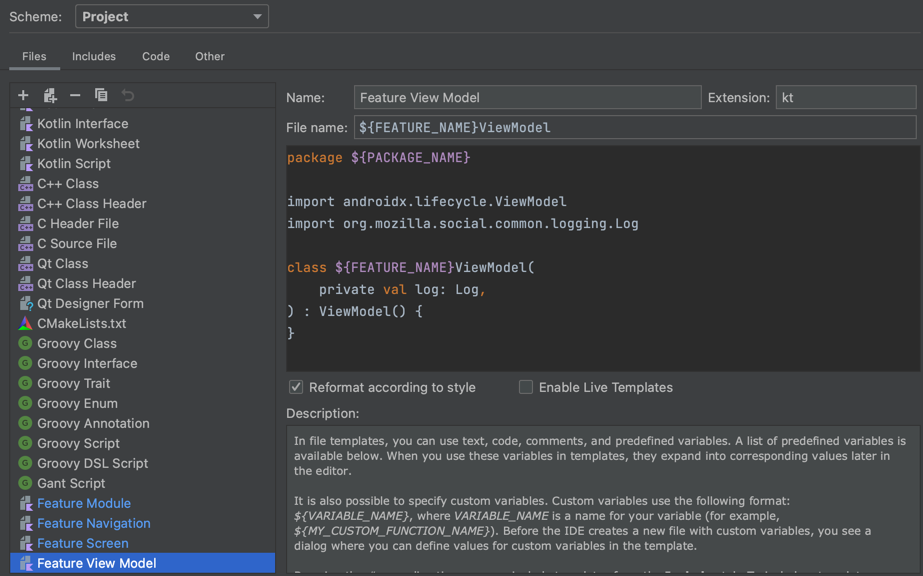 Scheme: Project
Files Includes Code Other
Kotlin Interface
Kotlin Worksheet
Kotlin Script
C++ Class
C++ Class Header
C Header File
C Source File
Qt Class
Qt Class Header
Qt Designer Form
CMakeLists.txt
Groovy Class
Groovy Interface
Groovy Trait
Groovy Enum
Groovy Annotation
Groovy Script
Groovy DSL Script
Gant Script
Feature Module
Feature Navigation
Feature Screen
Feature View Model
Name: Feature View Model Extension: kt
File name: ${FEATURE_NAME}ViewModel
package ${PACKAGE_NAME}
import androidx.lifecycle.ViewModel
import org.mozilla.social.common.logging.Log
class ${FEATURE_NAME}ViewModel(
    private val log: Log,
) : ViewModel() {
}
Reformat according to style Enable Live Templates
Description:
In file templates, you can use text, code, comments, and predefined variables. A list of predefined variables is
available below. When you use these variables in templates, they expand into corresponding values later in
the editor.
It is also possible to specify custom variables. Custom variables use the following format:
${VARIABLE_NAME}, where VARIABLE_NAME is a name for your variable (for example,
${MY_CUSTOM_FUNCTION_NAME}). Before the IDE creates a new file with custom variables, you see a
dialog where you can define values for custom variables in the template.